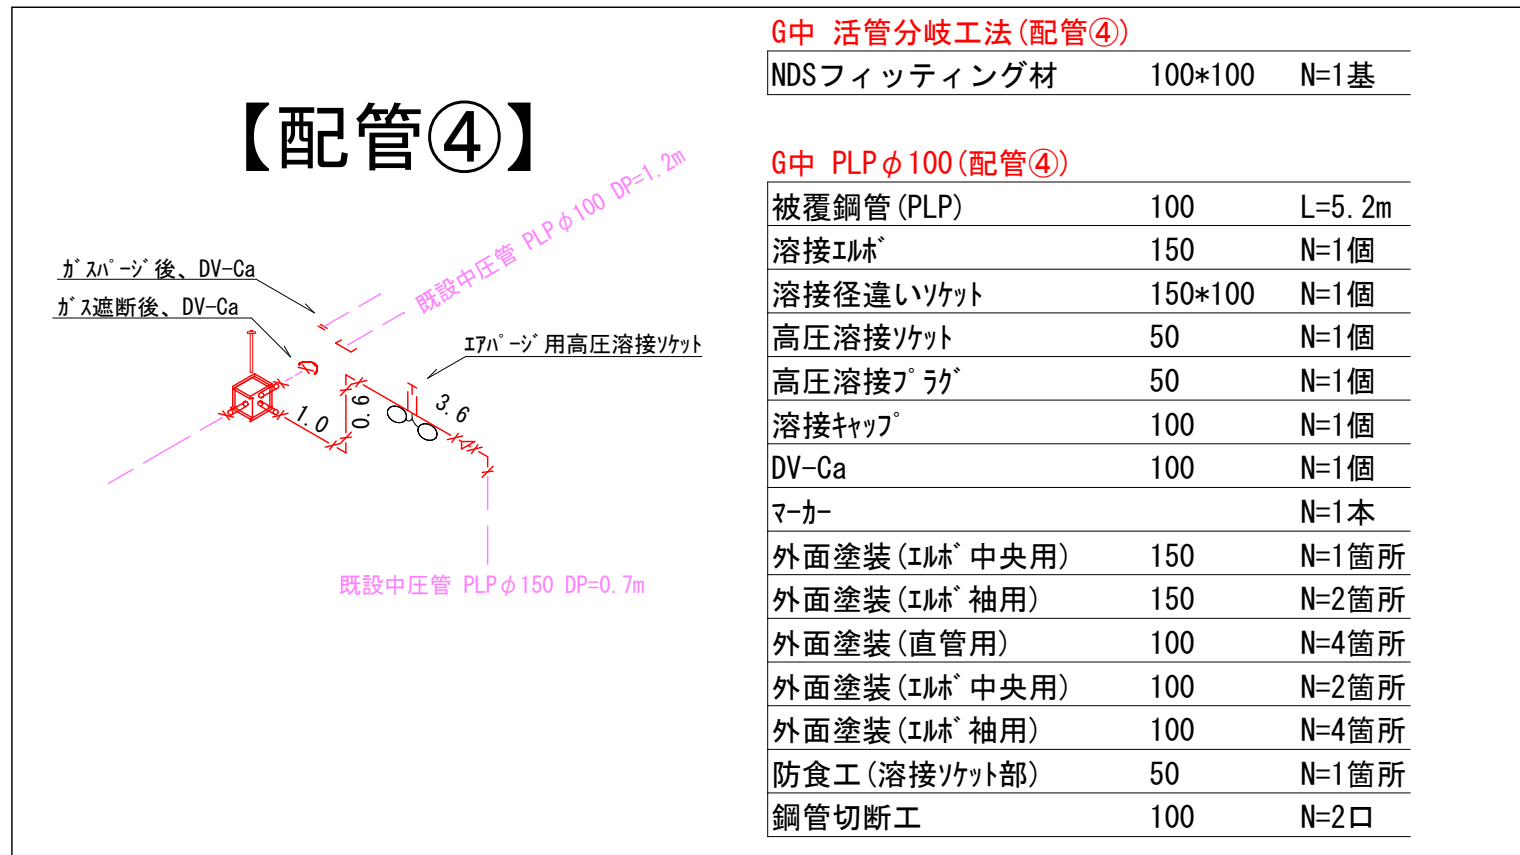 【配管④】
既設中圧管 PLPφ100 DP=1.2m
ガスパージ後、DV-Ca
ガス遮断後、DV-Ca
エアパージ用高圧溶接ソケット
1.0
0.6
3.6
既設中圧管 PLPφ150 DP=0.7m
G中 活管分岐工法(配管④)
NDSフィッティング材 100*100 N=1基
G中 PLPφ100(配管④)
被覆鋼管(PLP) 100 L=5.2m
溶接エルボ 150 N=1個
溶接径違いソケット 150*100 N=1個
高圧溶接ソケット 50 N=1個
高圧溶接プラグ 50 N=1個
溶接キャップ 100 N=1個
DV-Ca 100 N=1個
マーカー N=1本
外面塗装(エルボ中央用) 150 N=1箇所
外面塗装(エルボ袖用) 150 N=2箇所
外面塗装(直管用) 100 N=4箇所
外面塗装(エルボ中央用) 100 N=2箇所
外面塗装(エルボ袖用) 100 N=4箇所
防食工(溶接ソケット部) 50 N=1箇所
鋼管切断工 100 N=2口